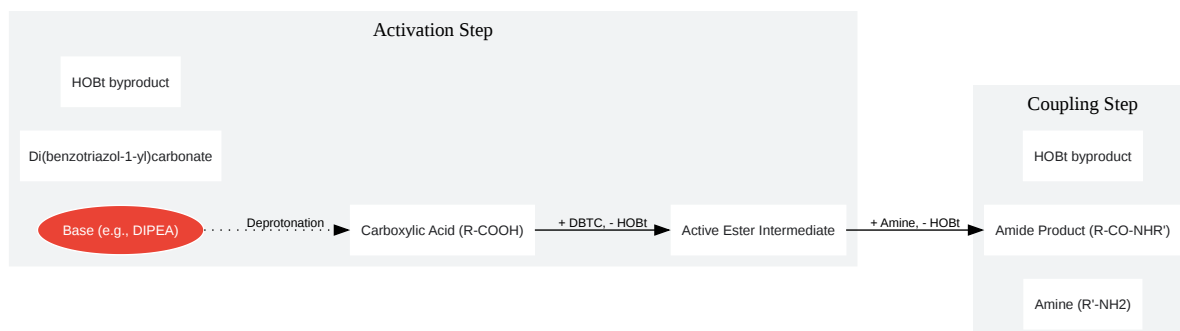 Activation Step
HOBt byproduct
Di(benzotriazol-1-yl)carbonate
Base (e.g., DIPEA)
Deprotonation
Carboxylic Acid (R-COOH)
+ DBTC, - HOBt
Active Ester Intermediate
+ Amine, - HOBt
Coupling Step
HOBt byproduct
Amide Product (R-CO-NHR')
Amine (R'-NH2)